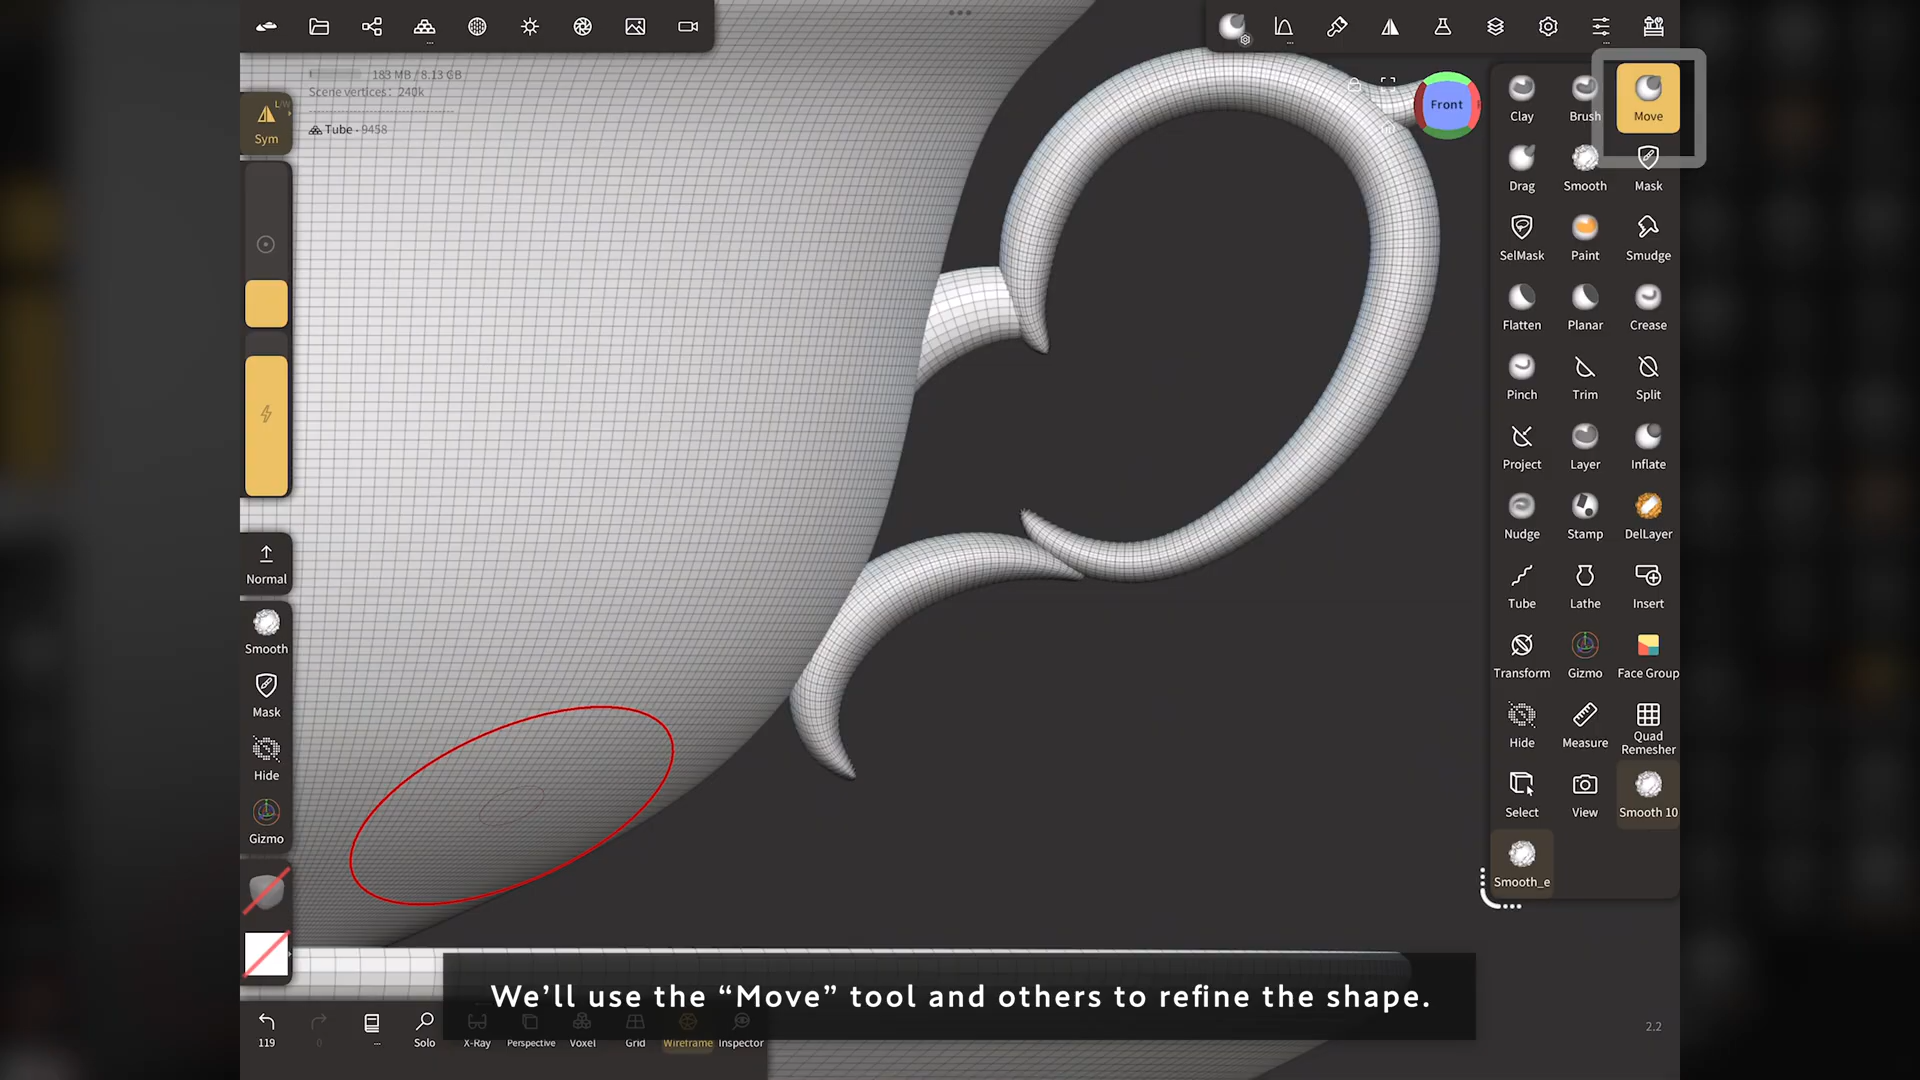 183 MB / 8.13 GB
Scene vertices: 240k
Tube - 9458
L/W
Sym
Normal
Smooth
Mask
Hide
Gizmo
Front
Clay
Brush
Move
Drag
Smooth
Mask
SelMask
Paint
Smudge
Flatten
Planar
Crease
Pinch
Trim
Split
Project
Layer
Inflate
Nudge
Stamp
DelLayer
Tube
Lathe
Insert
Transform
Gizmo
Face Group
Hide
Measure
Quad
Remesher
Select
View
Smooth 10
Smooth_e
We’ll use the “Move” tool and others to refine the shape.
119
0
...
Solo
X-Ray
Perspective
Voxel
Grid
Wireframe
Inspector
2.2